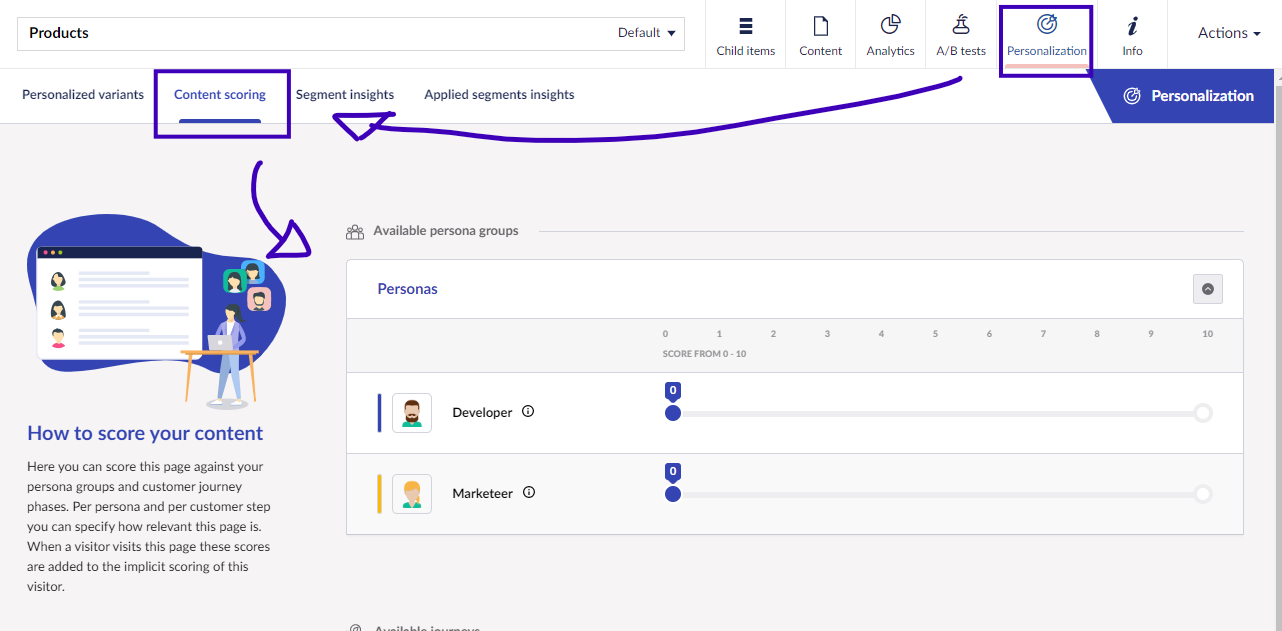 Products
Default
Child items
Content
Analytics
A/B tests
Personalization
Info
Actions
Personalized variants
Content scoring
Segment insights
Applied segments insights
Personalization
Available persona groups
Personas
0 1 2 3 4 5 6 7 8 9 10
SCORE FROM 0 - 10
0
Developer
0
Marketeer
How to score your content
Here you can score this page against your
persona groups and customer journey
phases. Per persona and per customer step
you can specify how relevant this page is.
When a visitor visits this page these scores
are added to the implicit scoring of this
visitor.
Available journeys